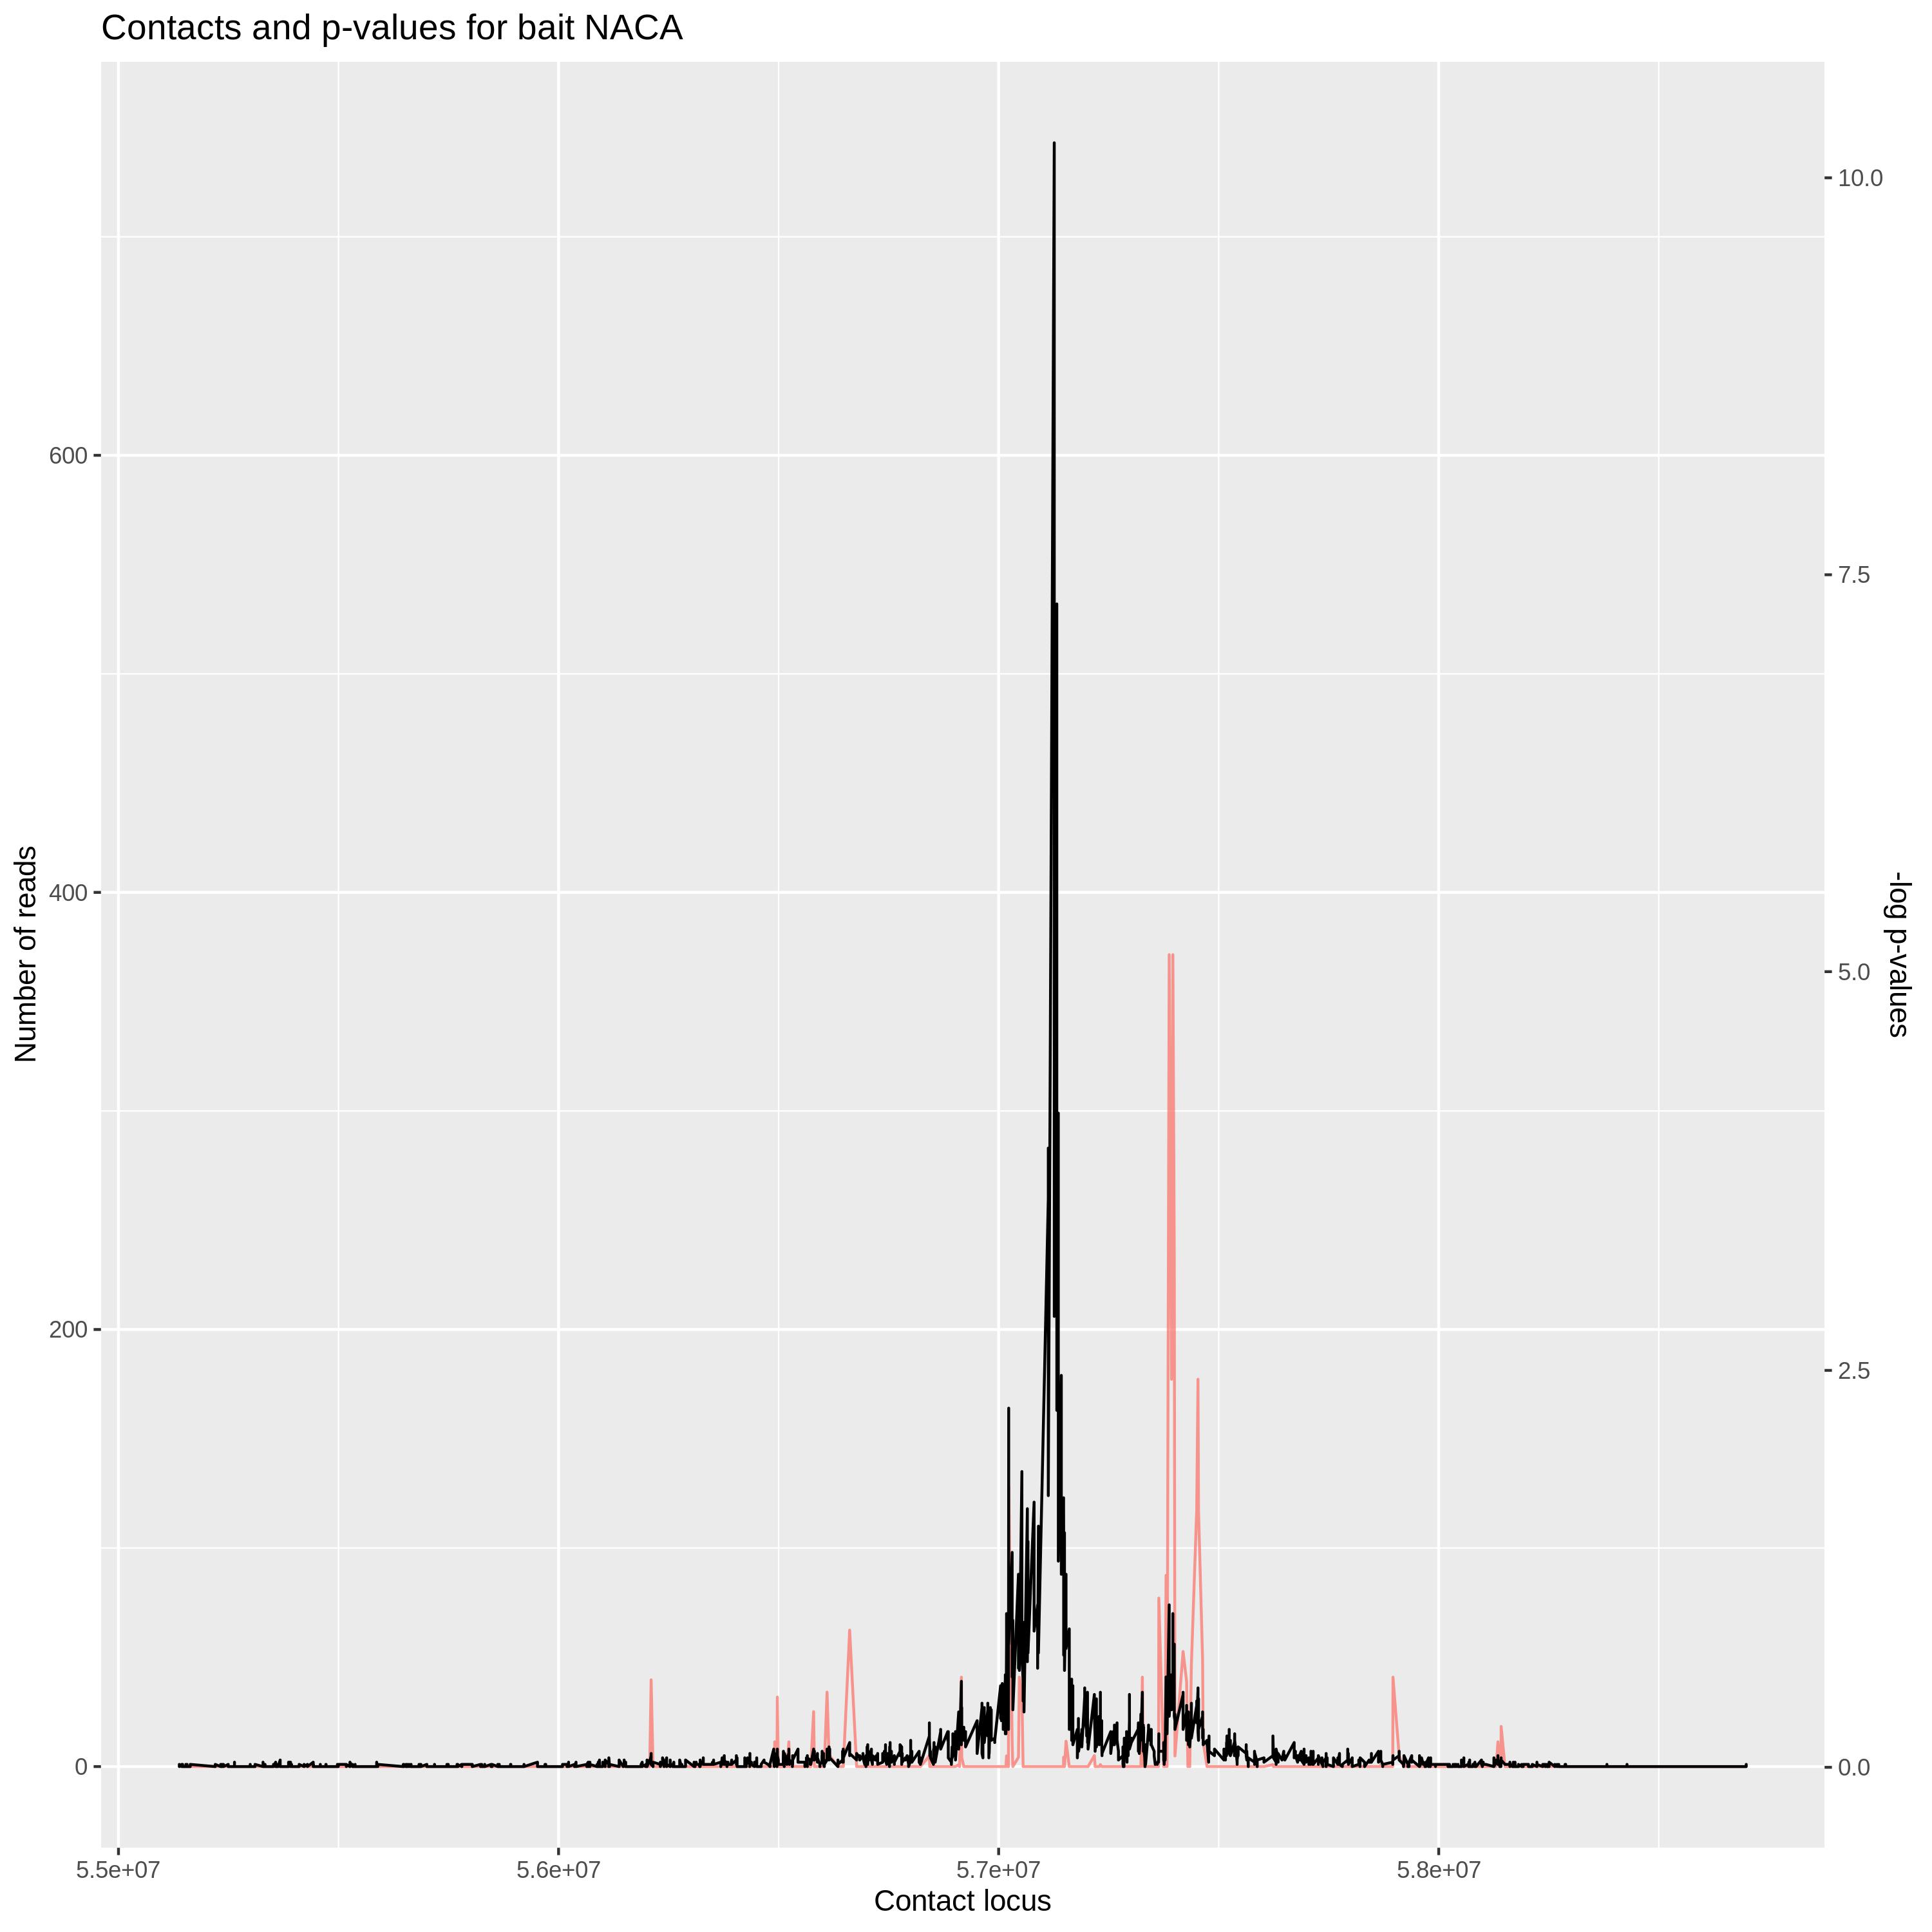 Contacts and p-values for bait NACA
Number of reads
600
400
200
0
10.0
7.5
5.0
2.5
0.0
-log p-values
5.5e+07
5.6e+07
5.7e+07
5.8e+07
Contact locus